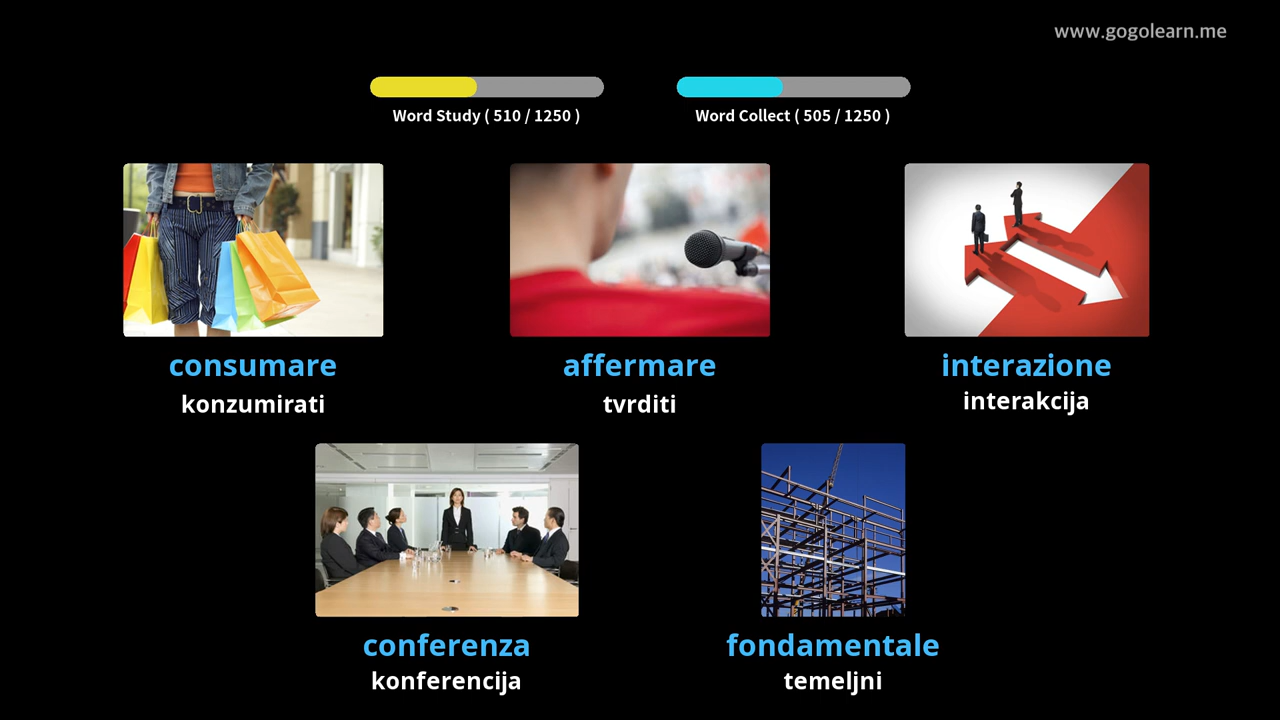 www.gogolearn.me
Word Study ( 510 / 1250 )
Word Collect ( 505 / 1250 )
consumare
konzumirati
affermare
tvrditi
interazione
interakcija
conferenza
konferencija
fondamentale
temeljni